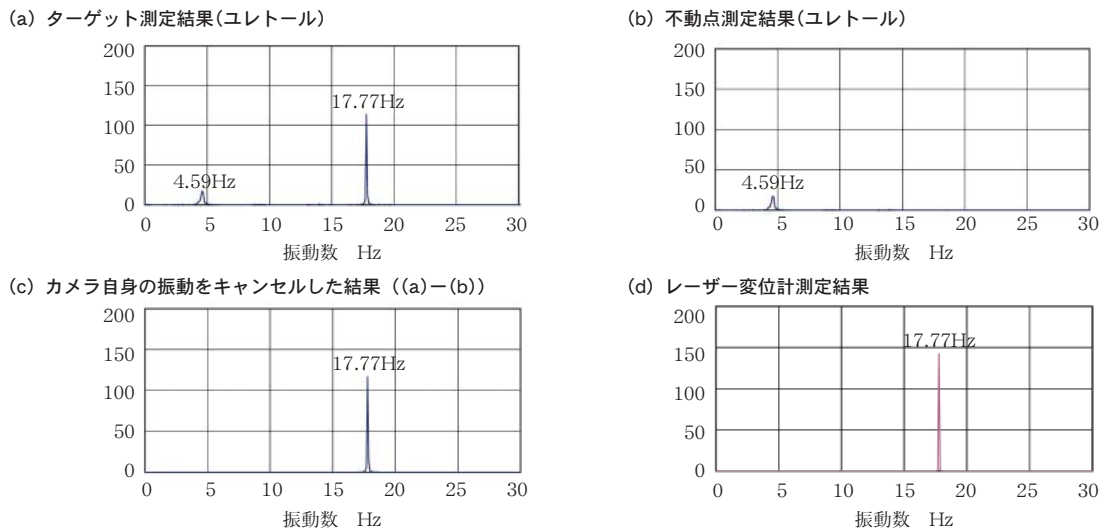 (a) ターゲット測定結果(ユレトール)
200
150
100
50
0
17.77Hz
4.59Hz
0 5 10 15 20 25 30
振動数 Hz
(b) 不動点測定結果(ユレトール)
200
150
100
50
0
4.59Hz
0 5 10 15 20 25 30
振動数 Hz
(c) カメラ自身の振動をキャンセルした結果((a)-(b))
200
150
100
50
0
17.77Hz
0 5 10 15 20 25 30
振動数 Hz
(d) レーザー変位計測定結果
200
150
100
50
0
17.77Hz
0 5 10 15 20 25 30
振動数 Hz